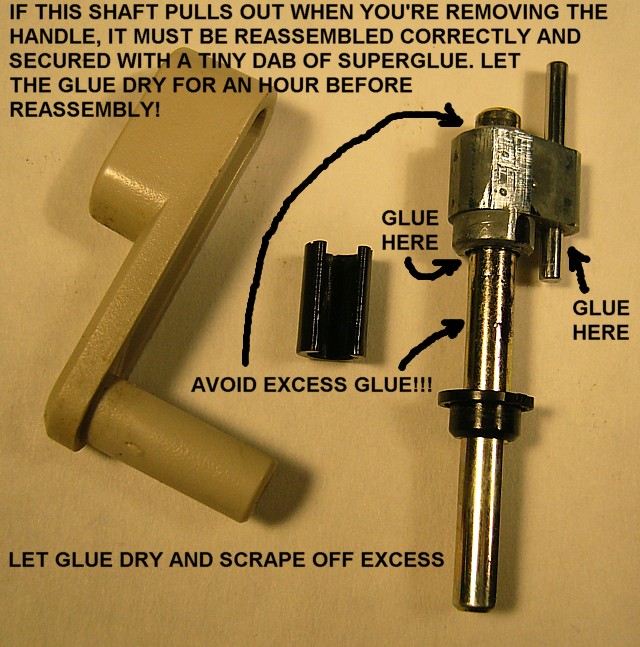 IF THIS SHAFT PULLS OUT WHEN YOU'RE REMOVING THE
HANDLE, IT MUST BE REASSEMBLED CORRECTLY AND
SECURED WITH A TINY DAB OF SUPERGLUE. LET
THE GLUE DRY FOR AN HOUR BEFORE
REASSEMBLY!
GLUE
HERE
GLUE
HERE
AVOID EXCESS GLUE!!!
LET GLUE DRY AND SCRAPE OFF EXCESS